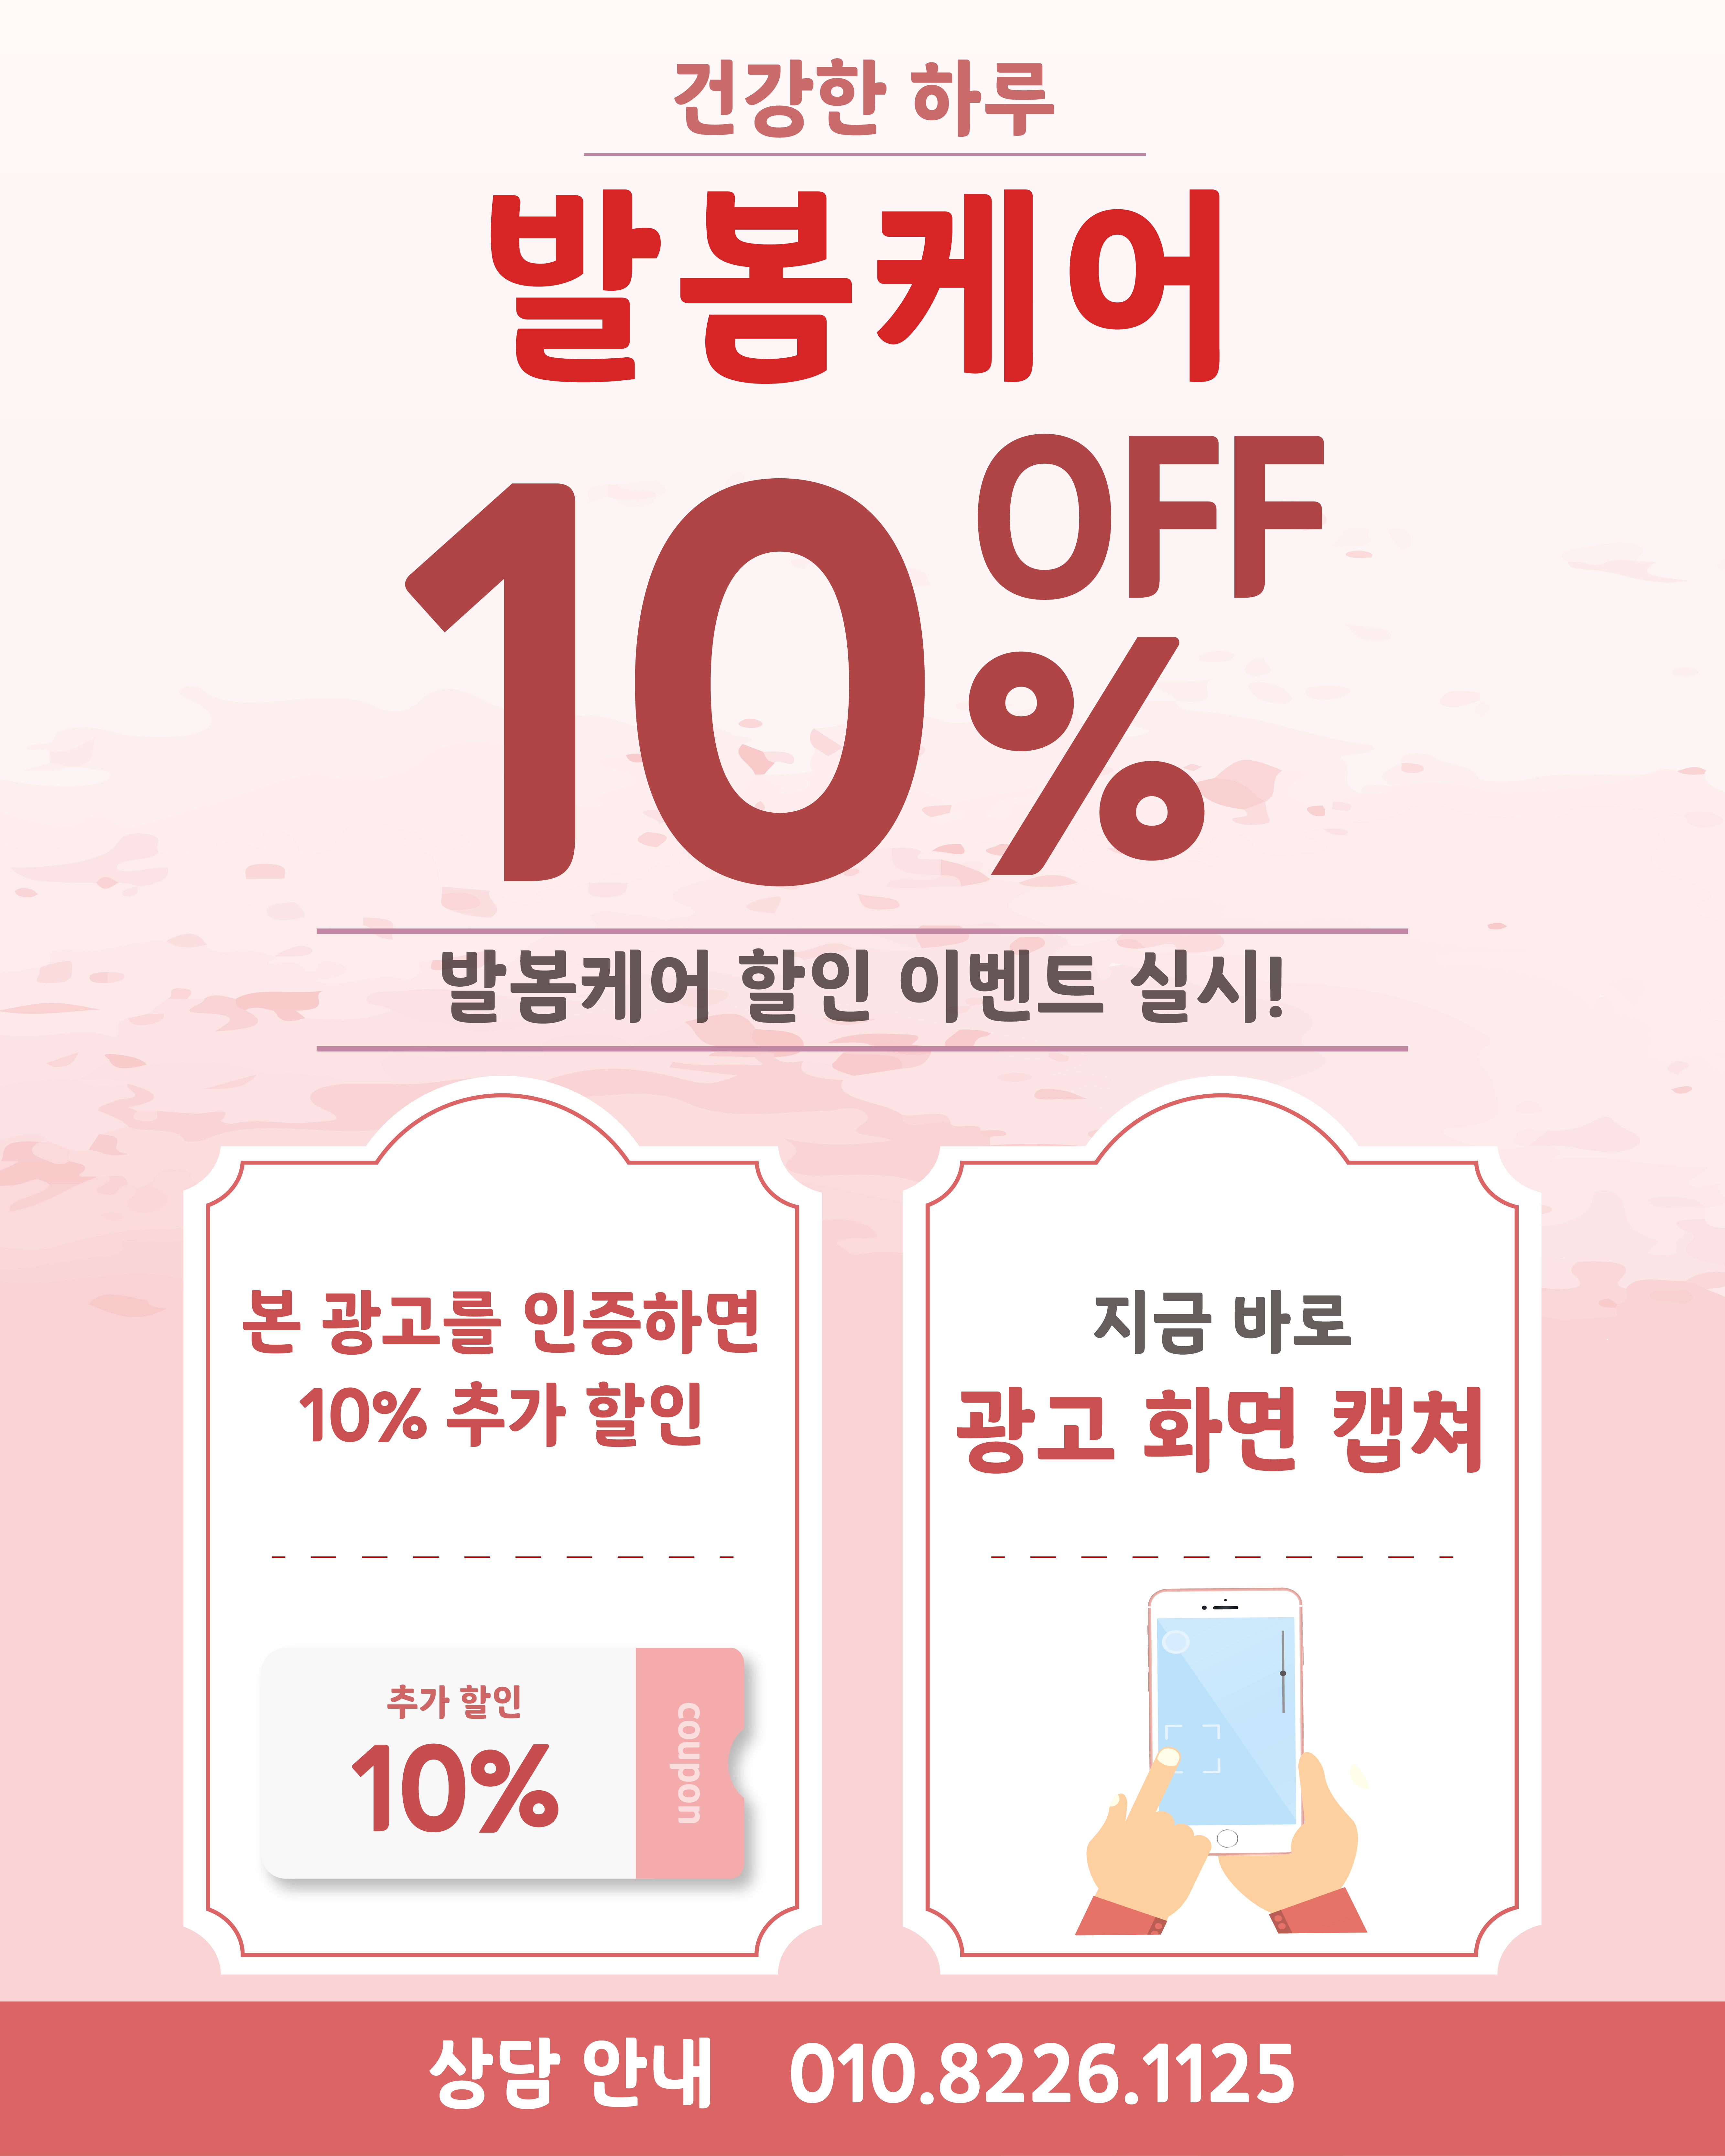 건강한 하루
발봄케어
10% OFF
발봄케어 할인 이벤트 실시!
본 광고를 인증하면
10% 추가 할인
추가 할인
10%
coupon
지금 바로
광고 화면 캡쳐
상담 안내 010.8226.1125